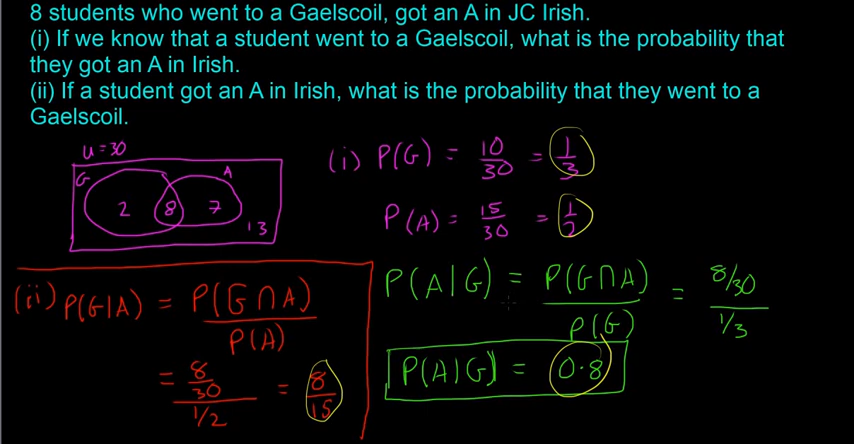 8 students who went to a Gaelscoil, got an A in JC Irish.
(i) If we know that a student went to a Gaelscoil, what is the probability that
they got an A in Irish.
(ii) If a student got an A in Irish, what is the probability that they went to a
Gaelscoil.
U = 30
G A
2 8 7
13
(i) P(G) = 10/30 = 1/3
P(A) = 15/30 = 1/2
P(A|G) = P(G∩A)/P(G) = 8/30 / 1/3
P(A|G) = 0.8
(ii) P(G|A) = P(G∩A)/P(A)
= 8/30 / 1/2 = 8/15